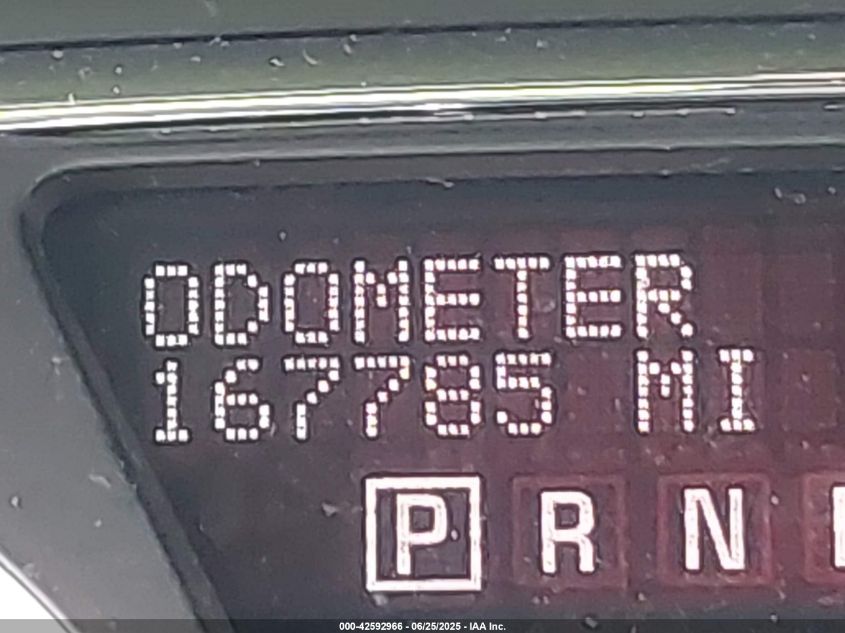 ODOMETER
167785 MI
P R N
000-42592966 - 06/25/2025 - IAA Inc.